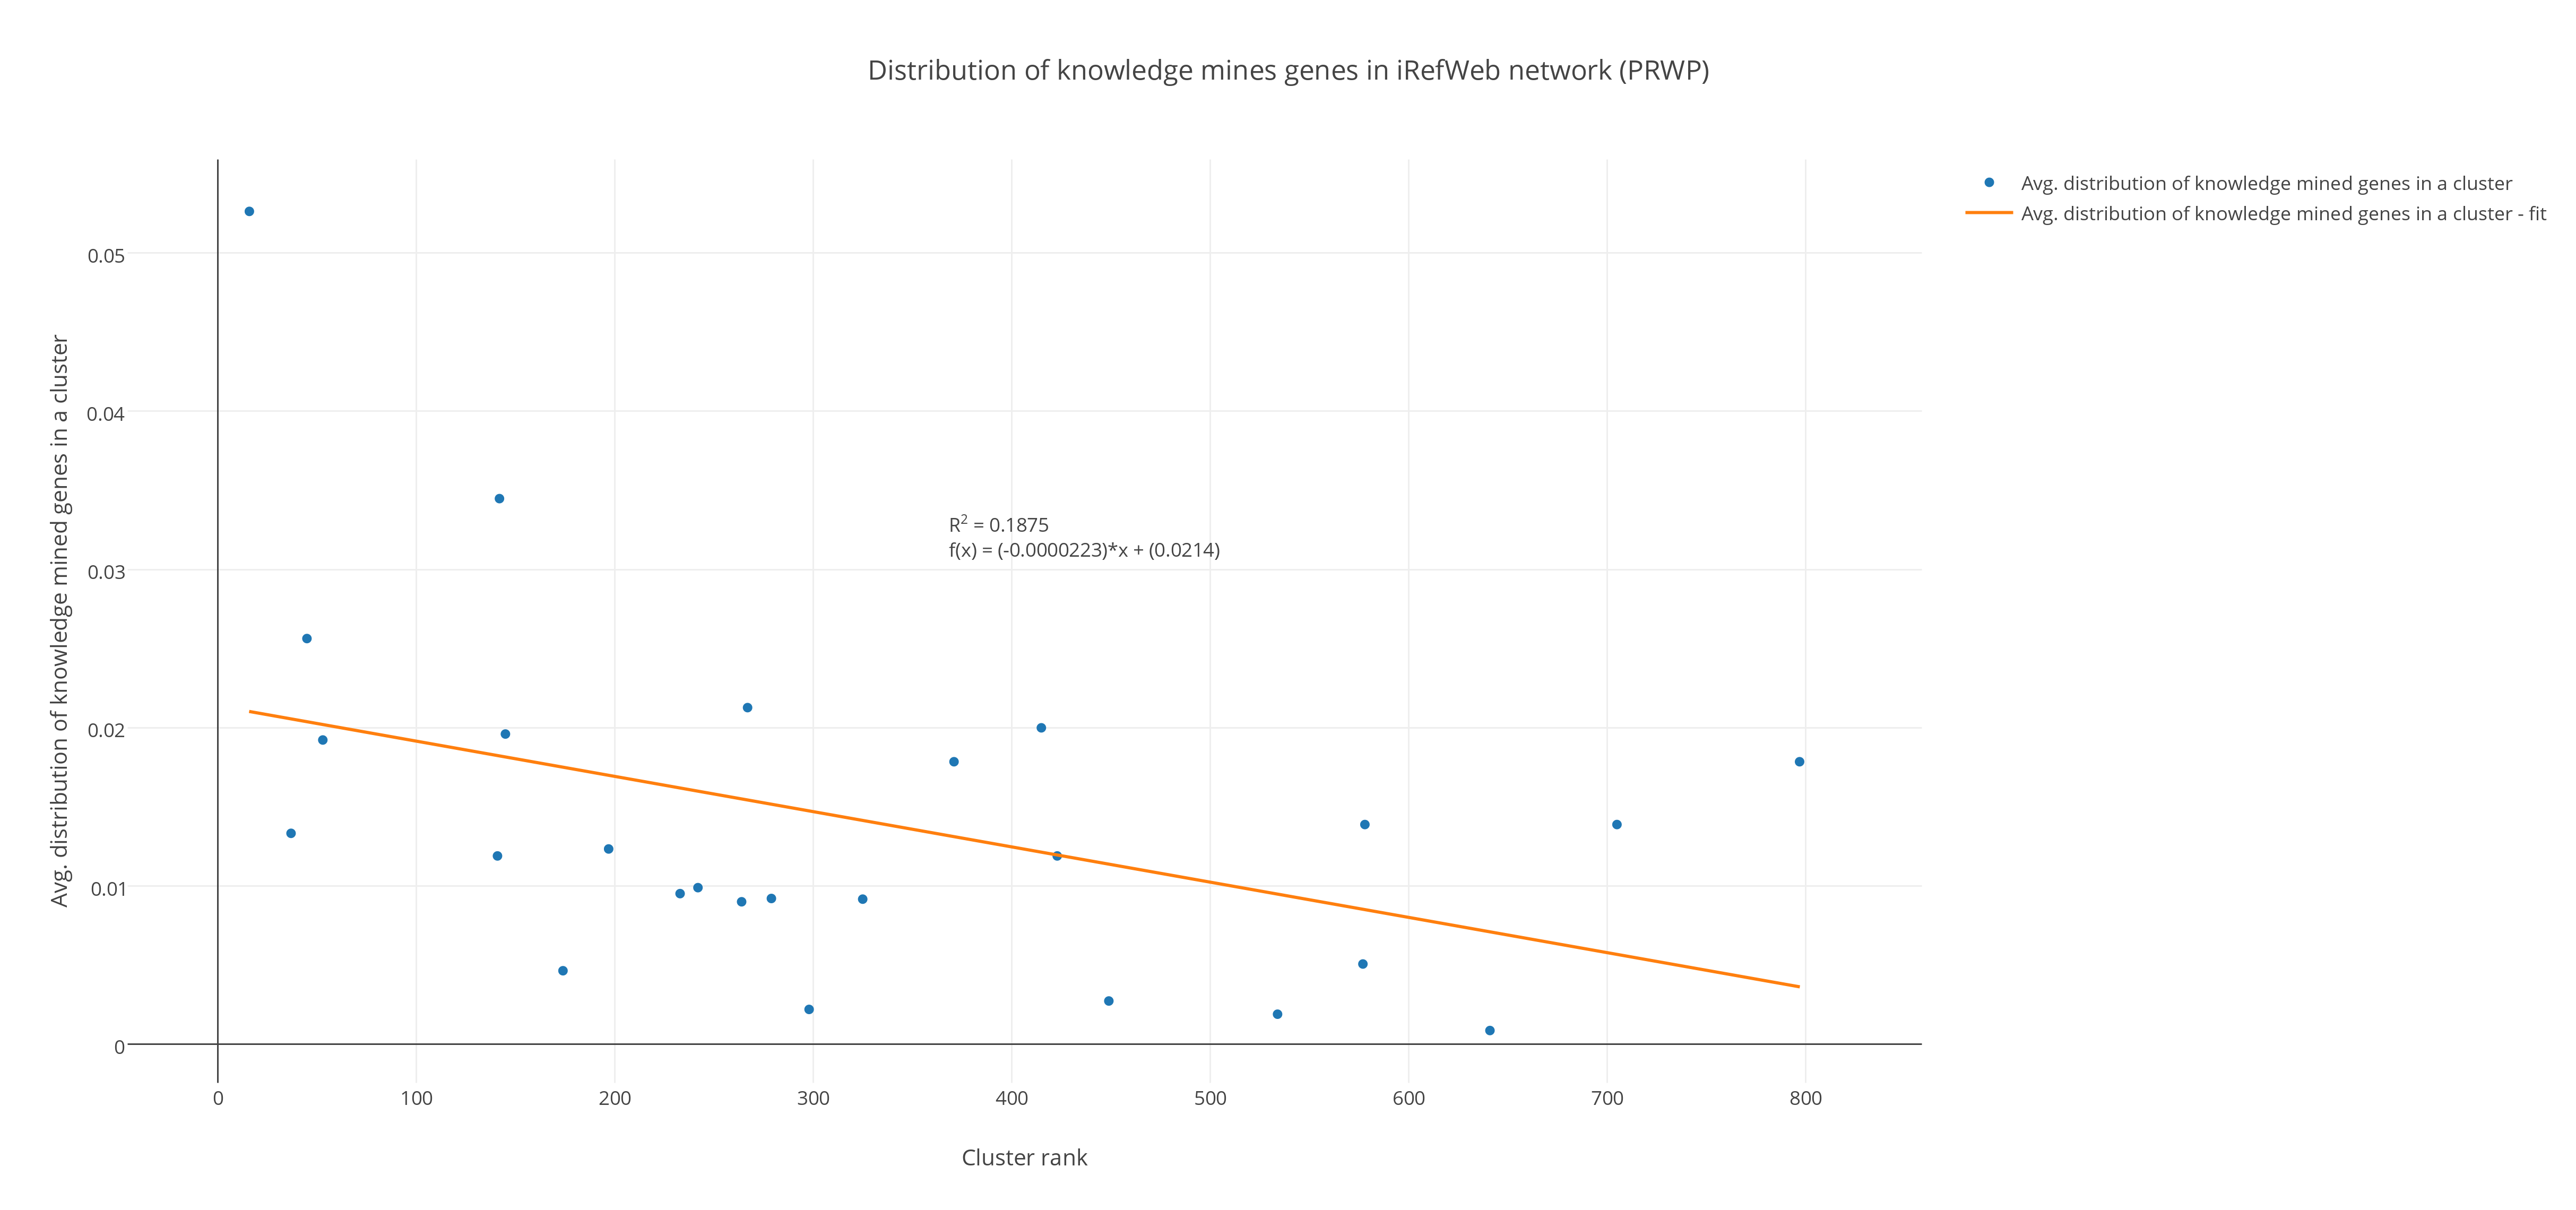 Distribution of knowledge mines genes in iRefWeb network (PRWP)
Avg. distribution of knowledge mined genes in a cluster
Avg. distribution of knowledge mined genes in a cluster - fit
Avg. distribution of knowledge mined genes in a cluster
0.05
0.04
0.03
0.02
0.01
0
R² = 0.1875
f(x) = (-0.0000223)*x + (0.0214)
0 100 200 300 400 500 600 700 800
Cluster rank